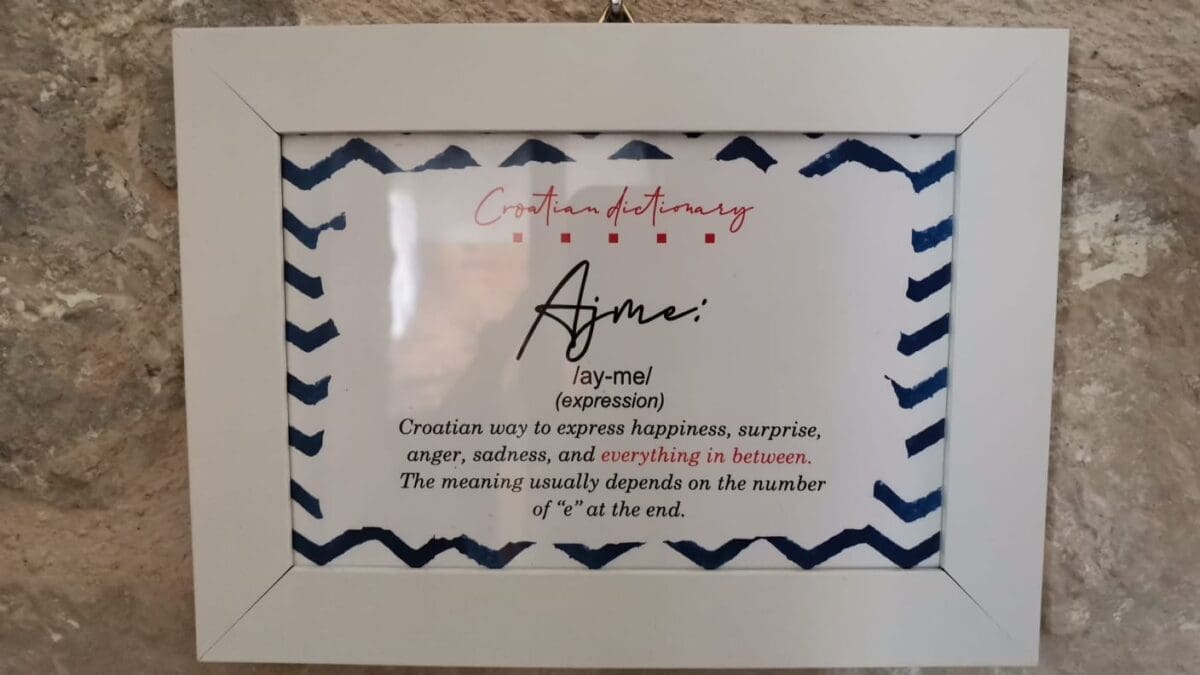 Croatian dictionary
Ajme:
/ay-me/
(expression)
Croatian way to express happiness, surprise,
anger, sadness, and everything in between.
The meaning usually depends on the number
of “e” at the end.